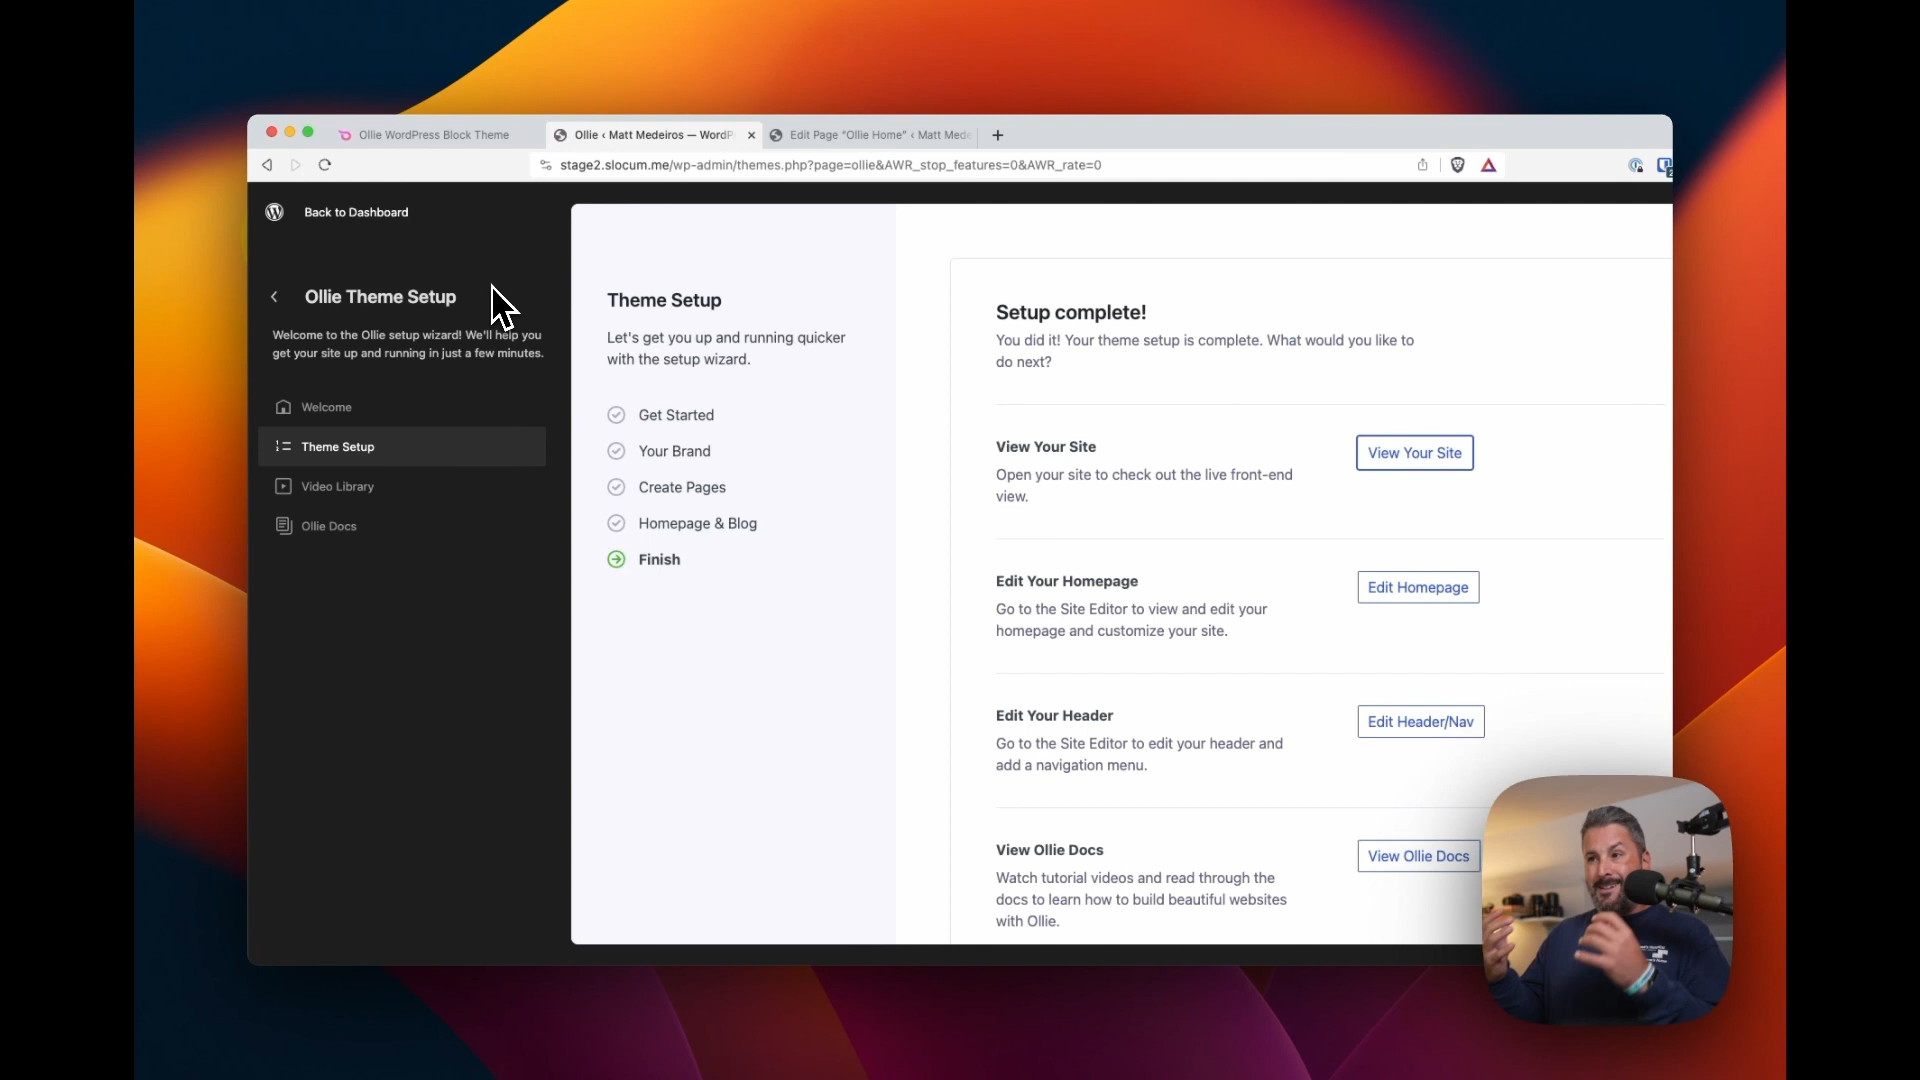 Ollie WordPress Block Theme
Ollie ‹ Matt Medeiros — WordP
Edit Page "Ollie Home" ‹ Matt Mede
stage2.slocum.me/wp-admin/themes.php?page=ollie&AWR_stop_features=0&AWR_rate=0
Back to Dashboard
Ollie Theme Setup
Welcome to the Ollie setup wizard! We'll help you
get your site up and running in just a few minutes.
Welcome
Theme Setup
Video Library
Ollie Docs
Theme Setup
Let's get you up and running quicker
with the setup wizard.
Get Started
Your Brand
Create Pages
Homepage & Blog
Finish
Setup complete!
You did it! Your theme setup is complete. What would you like to
do next?
View Your Site
Open your site to check out the live front-end
view.
View Your Site
Edit Your Homepage
Go to the Site Editor to view and edit your
homepage and customize your site.
Edit Homepage
Edit Your Header
Go to the Site Editor to edit your header and
add a navigation menu.
Edit Header/Nav
View Ollie Docs
Watch tutorial videos and read through the
docs to learn how to build beautiful websites
with Ollie.
View Ollie Docs